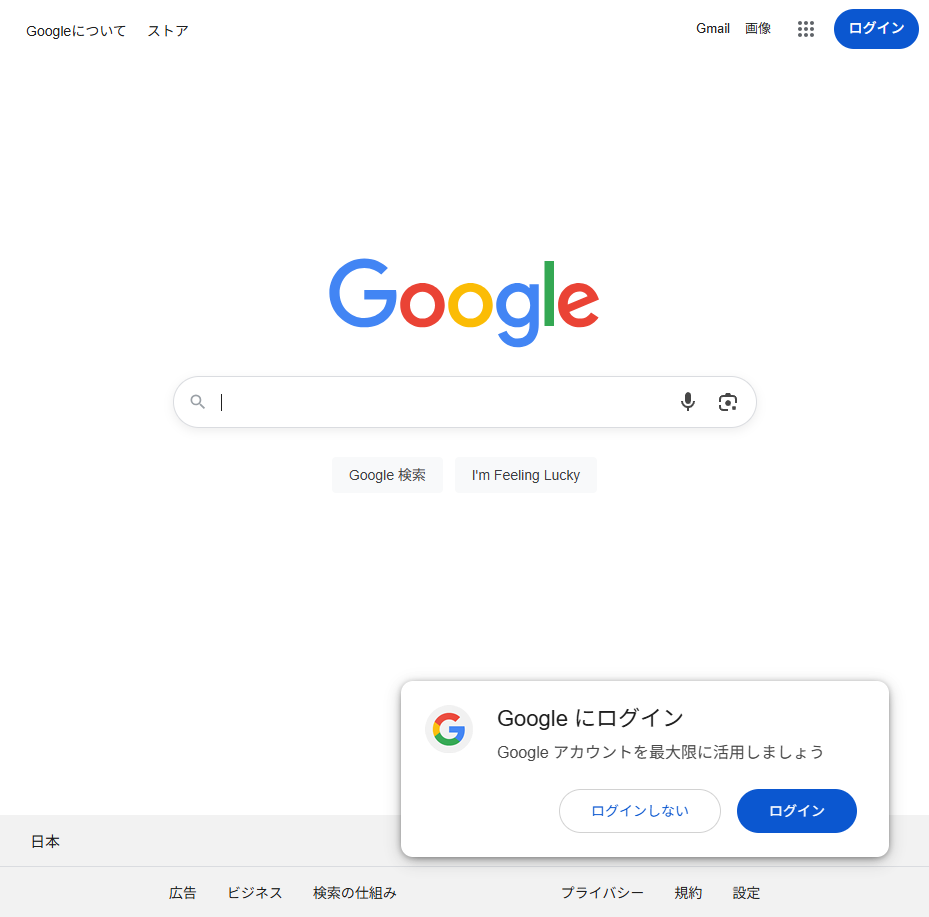 Googleについて ストア
Gmail 画像 ログイン
Google
Google 検索 I'm Feeling Lucky
Google にログイン
Google アカウントを最大限に活用しましょう
ログインしない ログイン
日本
広告 ビジネス 検索の仕組み プライバシー 規約 設定